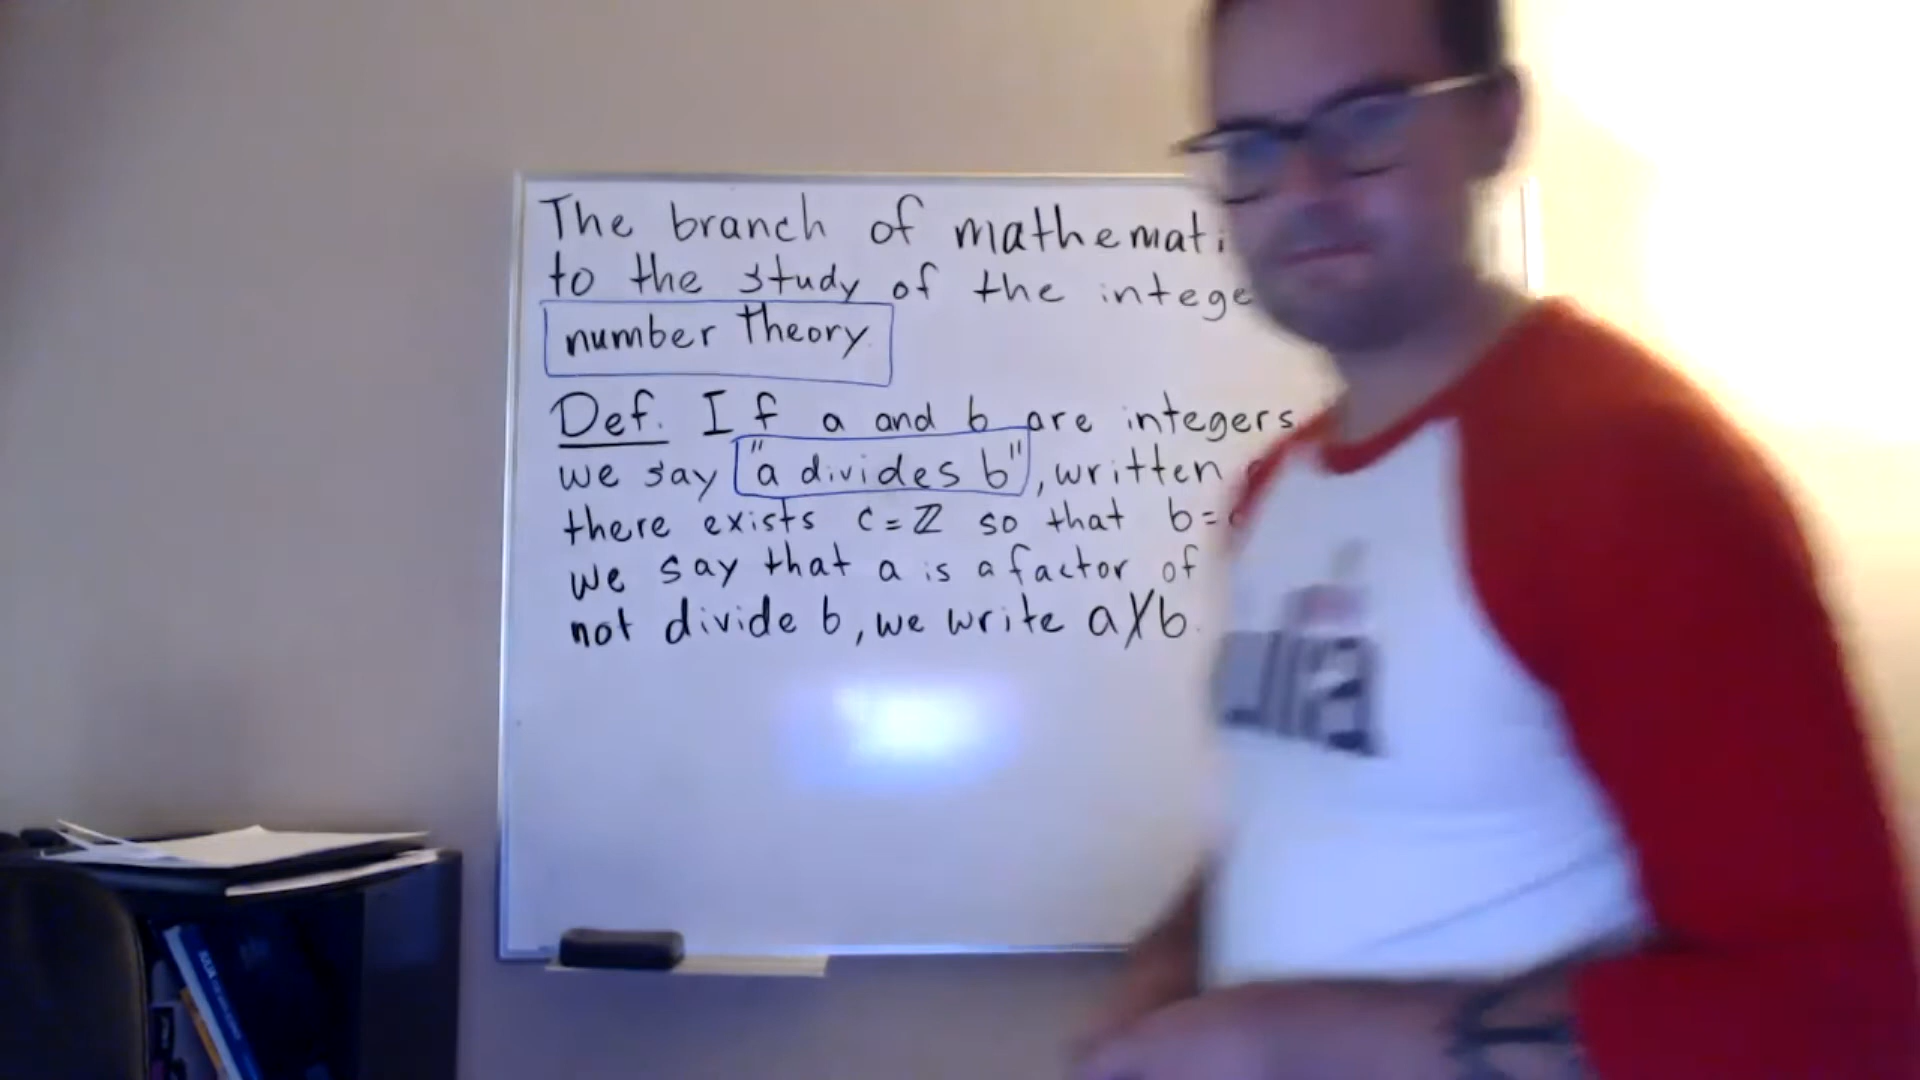 The branch of mathemati
to the study of the intege
number theory
Def. If a and b are integers,
we say "a divides b", written
there exists c = ℤ so that b =
we say that a is a factor of
not divide b, we write a∤b.